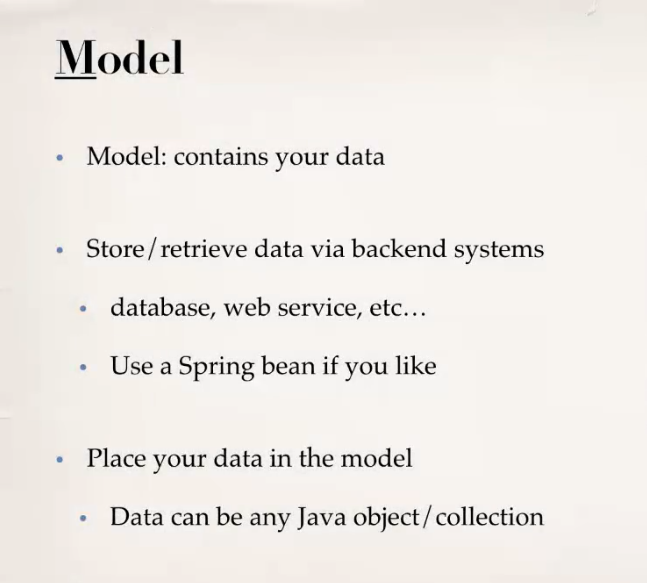 Model
• Model: contains your data
• Store/retrieve data via backend systems
• database, web service, etc…
• Use a Spring bean if you like
• Place your data in the model
• Data can be any Java object/collection